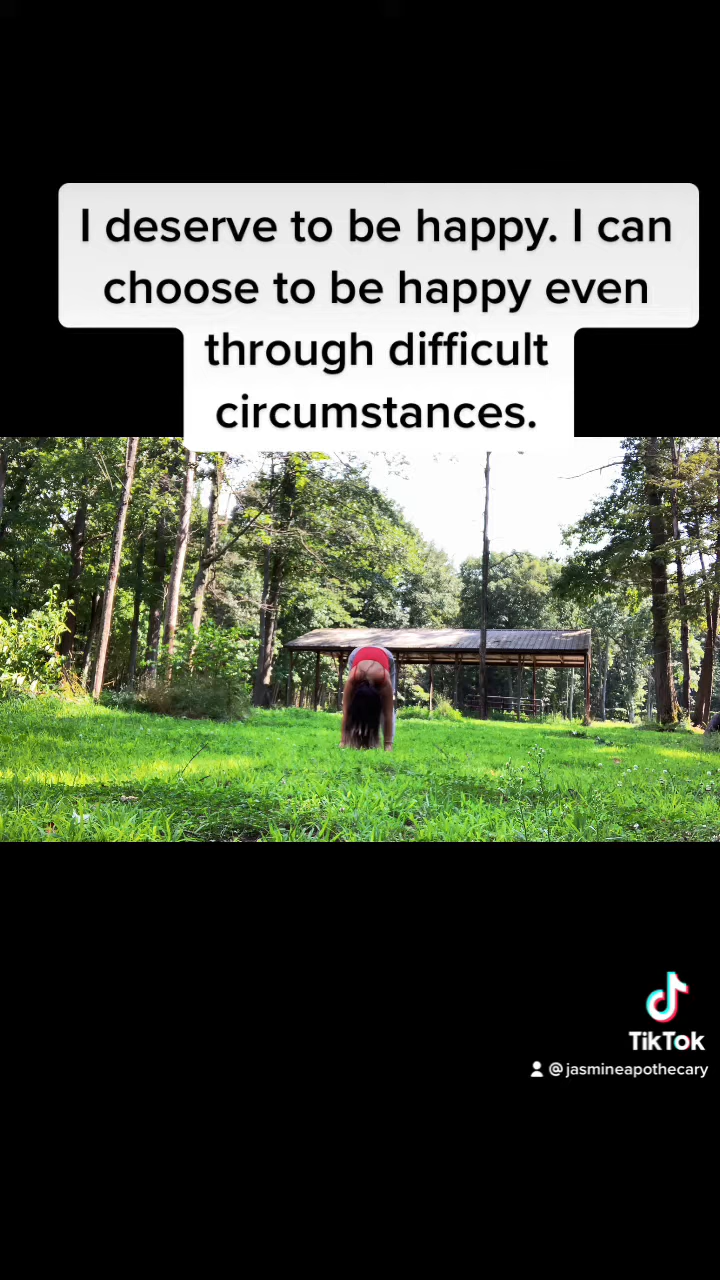 I deserve to be happy. I can
choose to be happy even
through difficult
circumstances.
TikTok
@jasmineapothecary